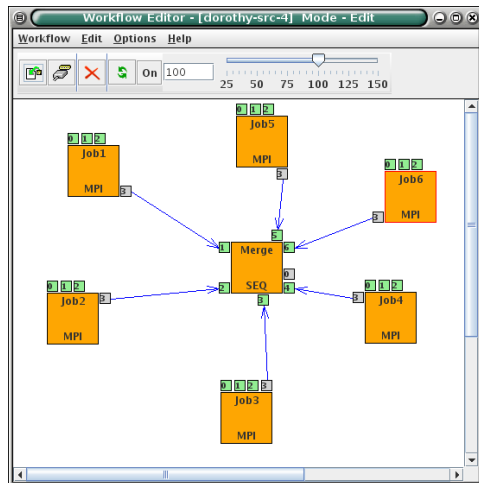 Workflow Editor - [dorothy-src-4] Mode - Edit
Workflow Edit Options Help
On 100
25 50 75 100 125 150
0 1 2
Job5
MPI
3
0 1 2
Job1
MPI
3
0 1 2
Job6
MPI
3
5
1 Merge 6
0
2 SEQ 4
3
0 1 2
Job2
MPI
3
0 1 2
Job4
MPI
3
0 1 2 3
Job3
MPI